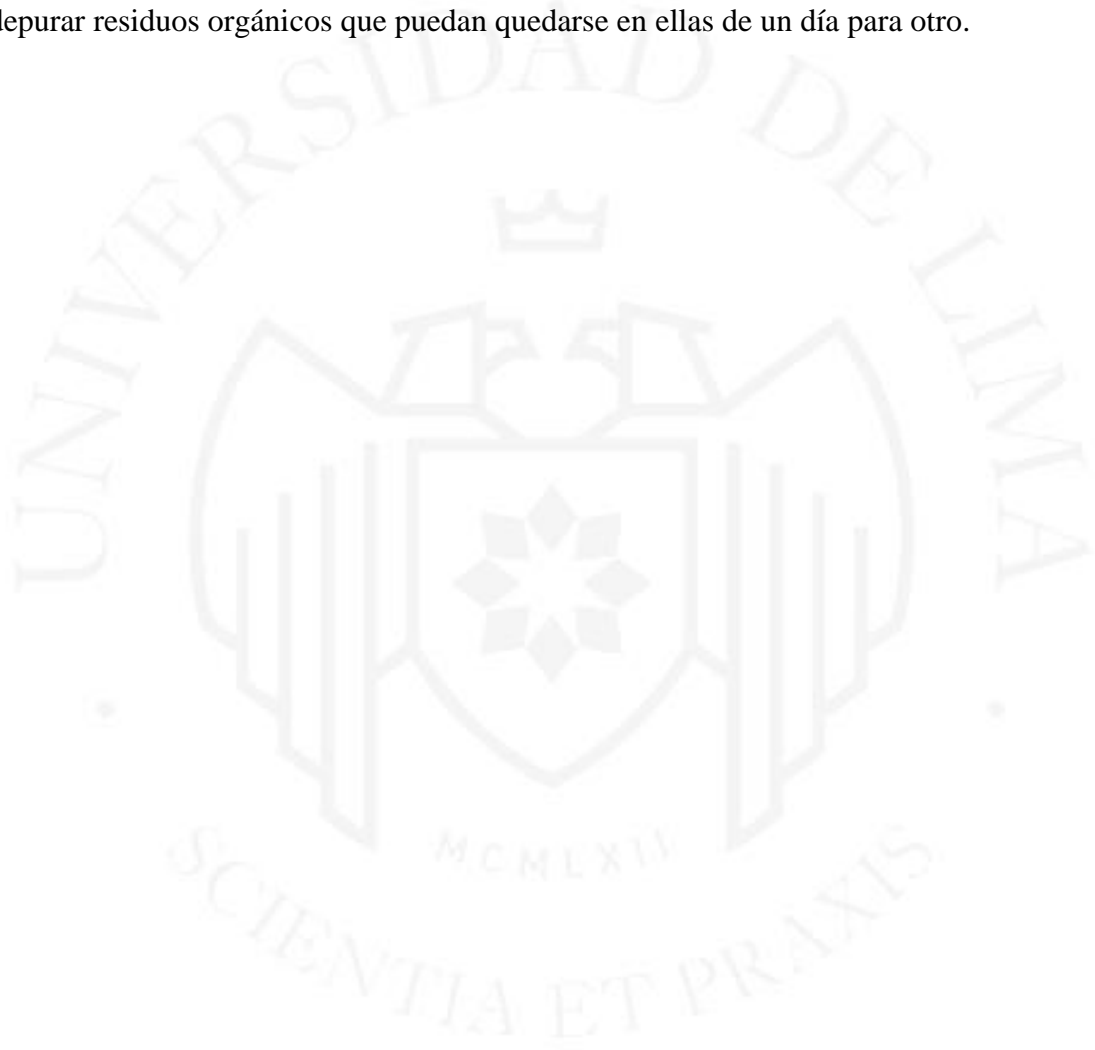 depurar residuos orgánicos que puedan quedarse en ellas de un día para otro.
UNIVERSIDAD DE LIMA
MCMLXII
SCIENTIA ET PRAXIS